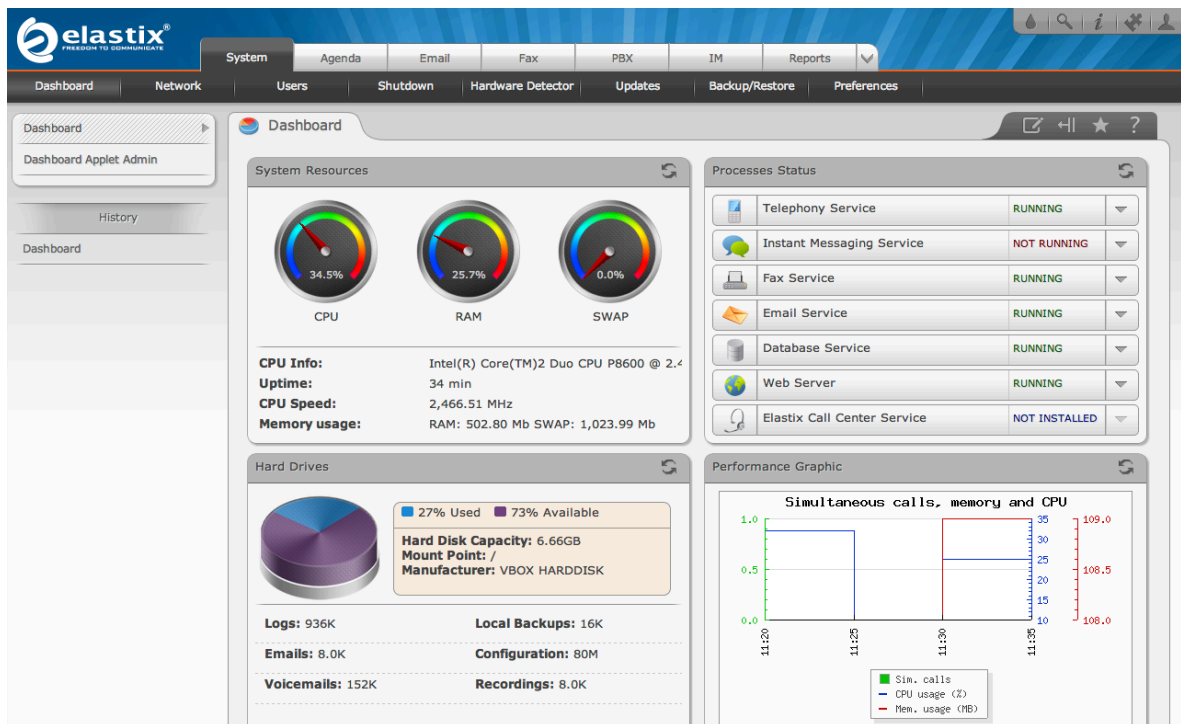 elastix®
FREEDOM TO COMMUNICATE
System Agenda Email Fax PBX IM Reports
Dashboard Network Users Shutdown Hardware Detector Updates Backup/Restore Preferences
Dashboard
Dashboard Applet Admin
History
Dashboard
Dashboard
System Resources
34.5% 25.7% 0.0%
CPU RAM SWAP
CPU Info: Intel(R) Core(TM)2 Duo CPU P8600 @ 2.4
Uptime: 34 min
CPU Speed: 2,466.51 MHz
Memory usage: RAM: 502.80 Mb SWAP: 1,023.99 Mb
Processes Status
Telephony Service RUNNING
Instant Messaging Service NOT RUNNING
Fax Service RUNNING
Email Service RUNNING
Database Service RUNNING
Web Server RUNNING
Elastix Call Center Service NOT INSTALLED
Hard Drives
27% Used 73% Available
Hard Disk Capacity: 6.66GB
Mount Point: /
Manufacturer: VBOX HARDDISK
Logs: 936K Local Backups: 16K
Emails: 8.0K Configuration: 80M
Voicemails: 152K Recordings: 8.0K
Performance Graphic
Simultaneous calls, memory and CPU
1.0 35 109.0
30
25
0.5 108.5
20
15
0.0 10 108.0
11:20 11:25 11:30 11:35
Sim. calls
CPU usage (%)
Mem. usage (MB)